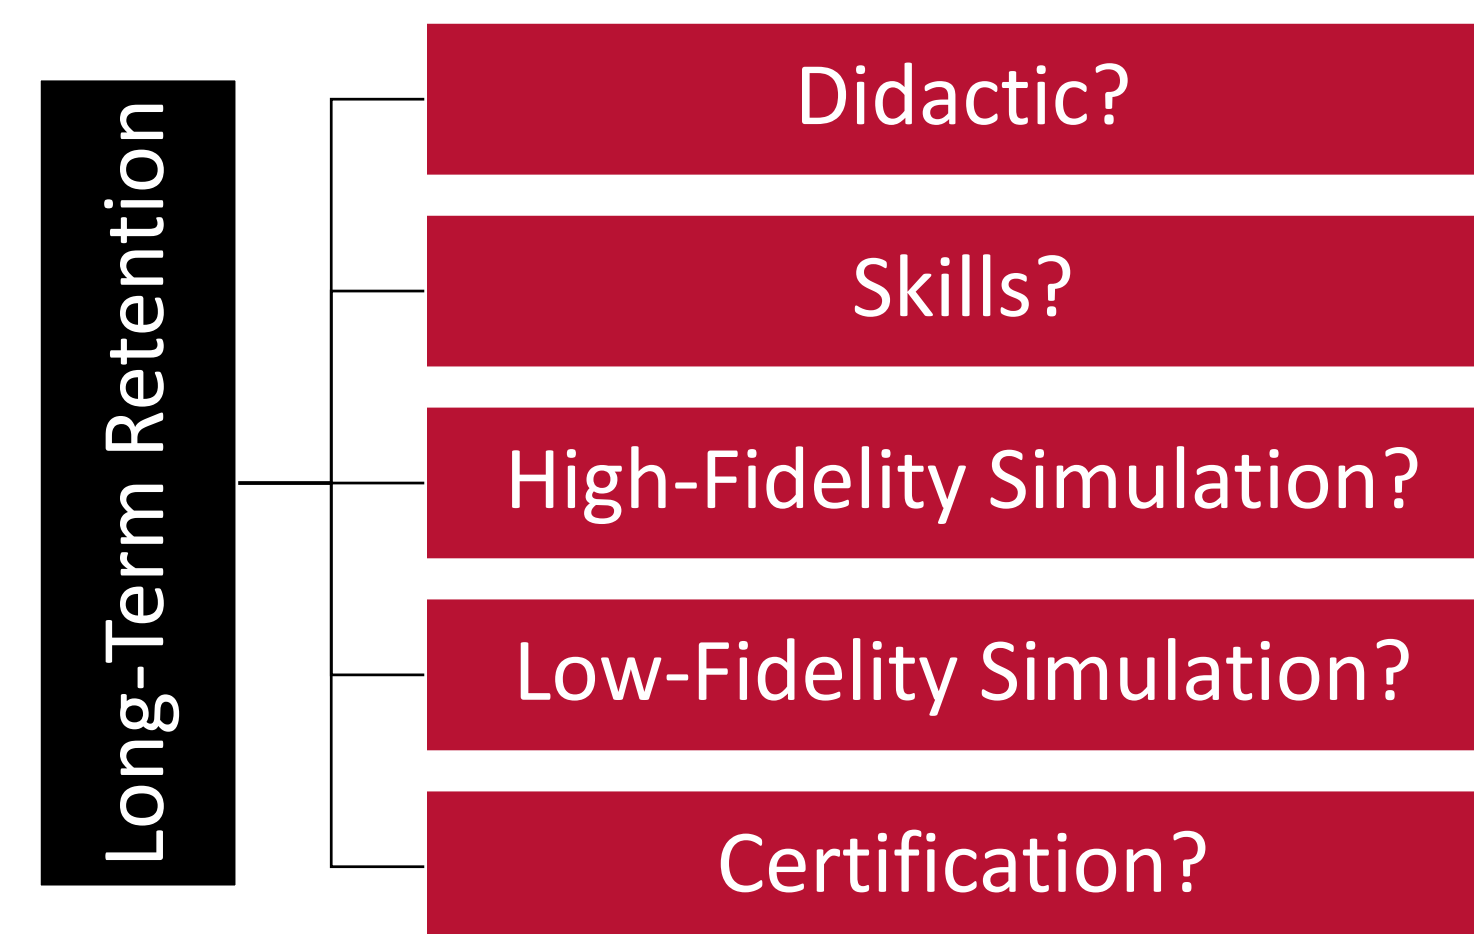 Long-Term Retention
Didactic?
Skills?
High-Fidelity Simulation?
Low-Fidelity Simulation?
Certification?